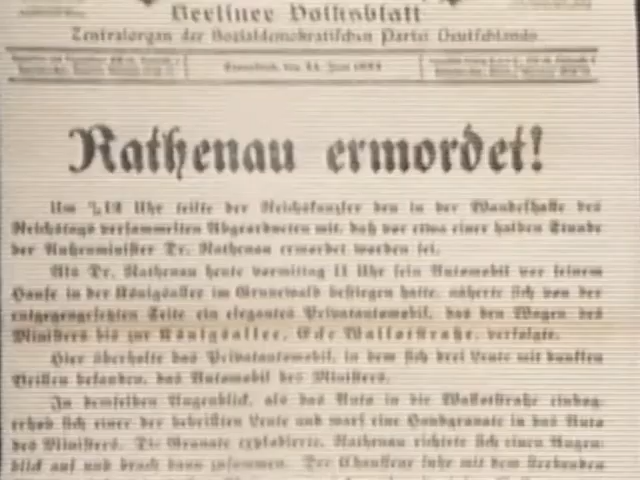 Berliner Volksblatt
Zentralorgan der Sozialdemokratischen Partei Deutschlands
Rathenau ermordet!
Um Uhr teilte der Reichskanzler den in der Wandelhalle des
Reichstags versammelten Abgeordneten mit, daß vor etwa einer halben Stunde
der Außenminister Dr. Rathenau ermordet worden sei.
Als Dr. Rathenau heute vormittag 11 Uhr sein Automobil vor seinem
Hause in der Königsallee im Grunewald bestiegen hatte, näherte sich von der
entgegengesetzten Seite ein elegantes Privatautomobil, das den Wagen des
Ministers bis zur Königsallee, Ecke Wallotstraße, verfolgte.
Hier überholte das Privatautomobil, in dem sich drei Leute mit
Brillen befanden, das Automobil des Ministers.
In demselben Augenblick, als das Auto in die Wallotstraße einbog,
erhob sich einer der bebrillten Leute und warf eine Handgranate in das Auto
des Ministers. Die Granate explodierte. Rathenau richtete sich einen Augen-
blick auf und brach dann zusammen. Der Chauffeur fuhr mit dem